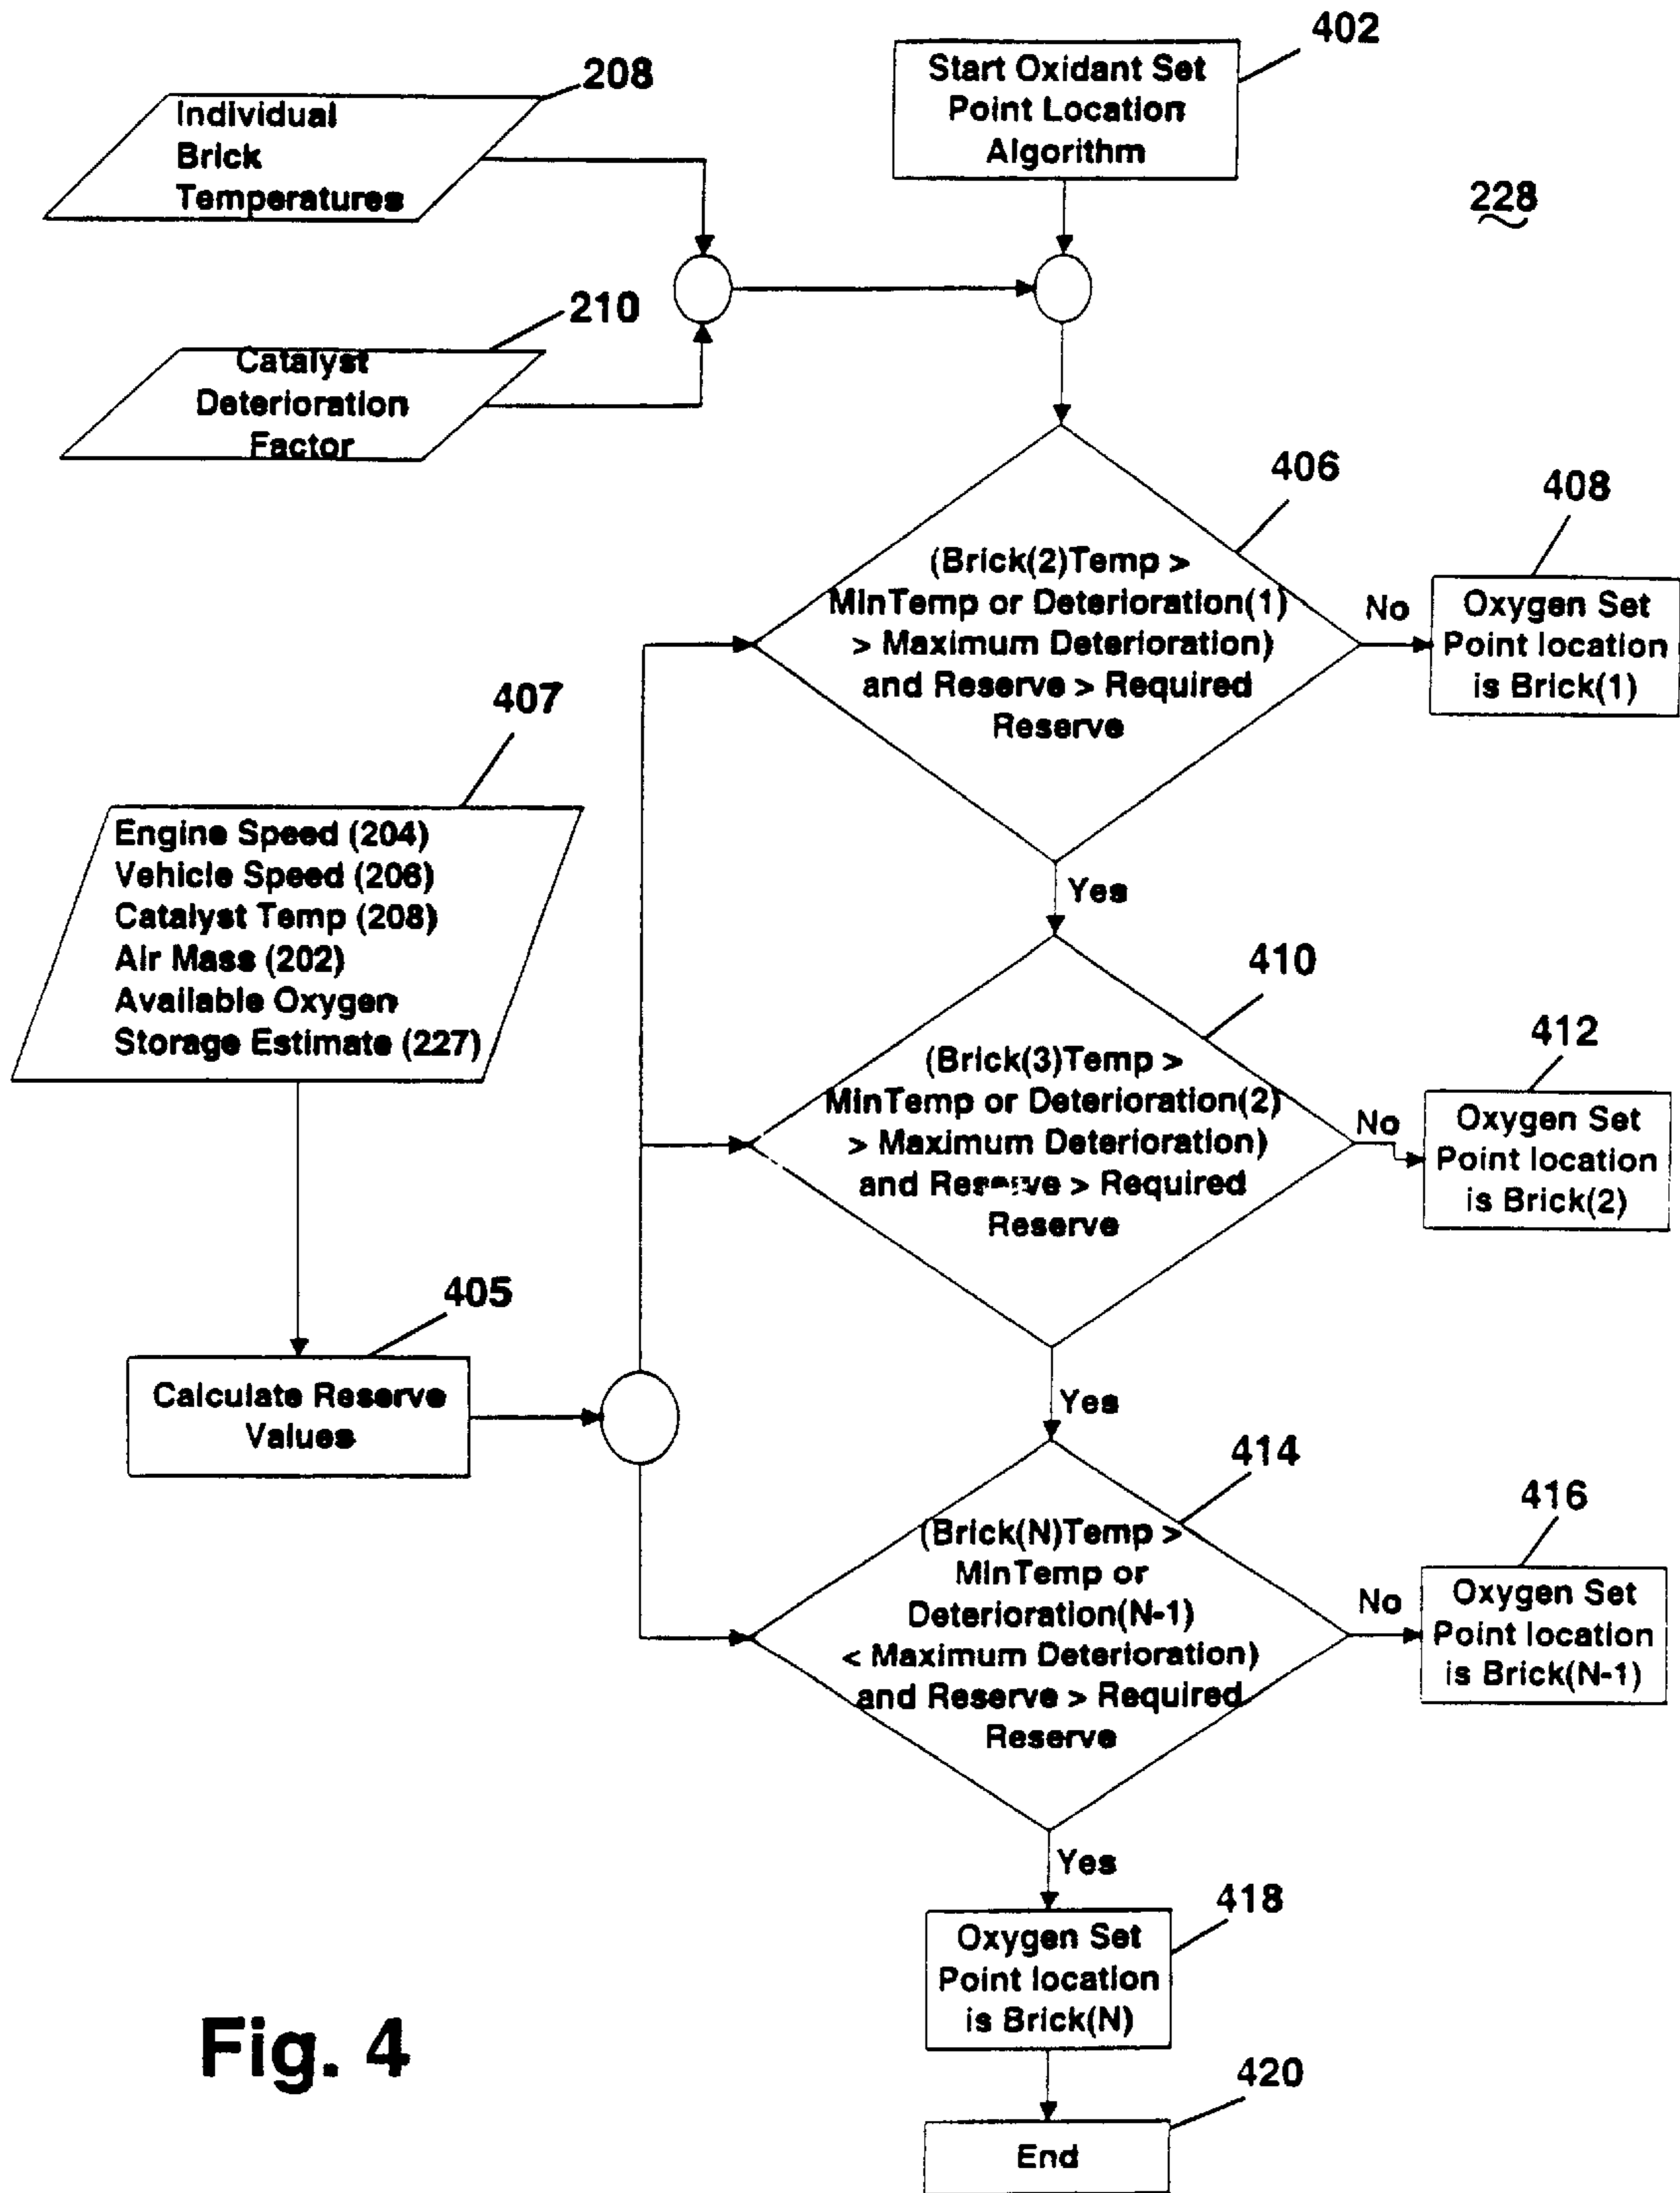 402
Start Oxidant Set
Point Location
Algorithm
208
Individual
Brick
Temperatures
228
210
Catalyst
Deterioration
Factor
406
(Brick(2)Temp >
MinTemp or Deterioration(1)
> Maximum Deterioration)
and Reserve > Required
Reserve
No
408
Oxygen Set
Point location
is Brick(1)
407
Engine Speed (204)
Vehicle Speed (206)
Catalyst Temp (208)
Air Mass (202)
Available Oxygen
Storage Estimate (227)
Yes
410
(Brick(3)Temp >
MinTemp or Deterioration(2)
> Maximum Deterioration)
and Reserve > Required
Reserve
No
412
Oxygen Set
Point location
is Brick(2)
405
Calculate Reserve
Values
Yes
414
(Brick(N)Temp >
MinTemp or
Deterioration(N-1)
< Maximum Deterioration)
and Reserve > Required
Reserve
No
416
Oxygen Set
Point location
is Brick(N-1)
Yes
418
Oxygen Set
Point location
is Brick(N)
420
End
Fig. 4